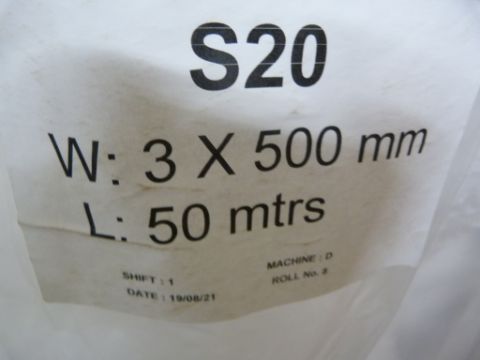 S20
W: 3 X 500 mm
L: 50 mtrs
SHIFT : 1
MACHINE : D
DATE : 19/08/21
ROLL No. 8